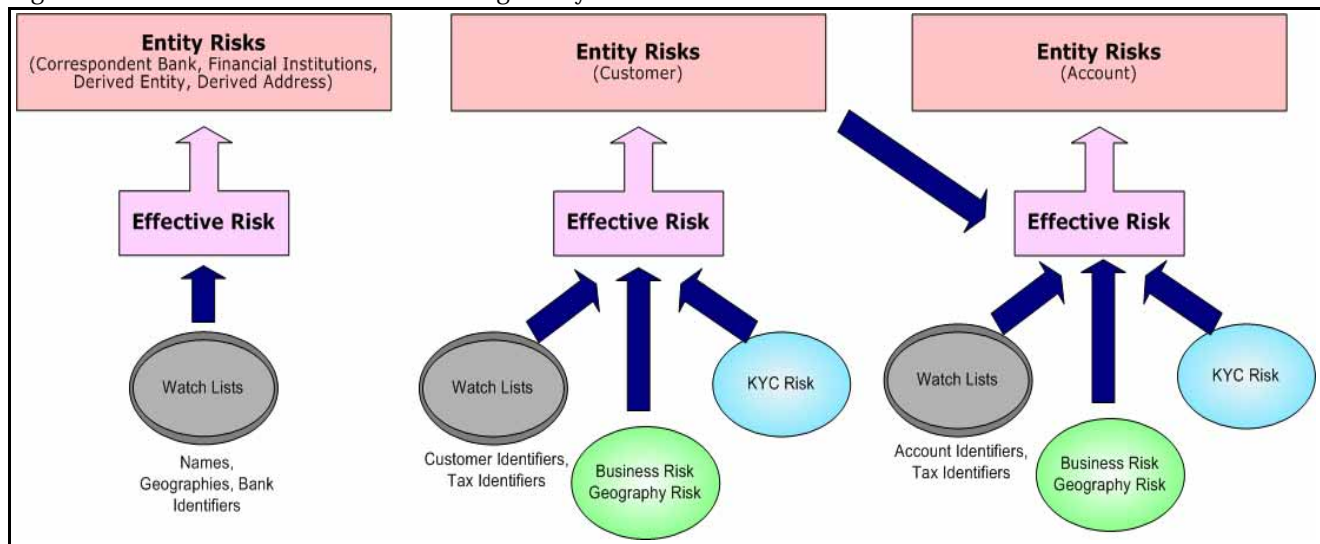 Entity Risks
(Correspondent Bank, Financial Institutions,
Derived Entity, Derived Address)
Effective Risk
Watch Lists
Names,
Geographies, Bank
Identifiers
Entity Risks
(Customer)
Effective Risk
Watch Lists
Customer Identifiers,
Tax Identifiers
Business Risk
Geography Risk
KYC Risk
Entity Risks
(Account)
Effective Risk
Watch Lists
Account Identifiers,
Tax Identifiers
Business Risk
Geography Risk
KYC Risk